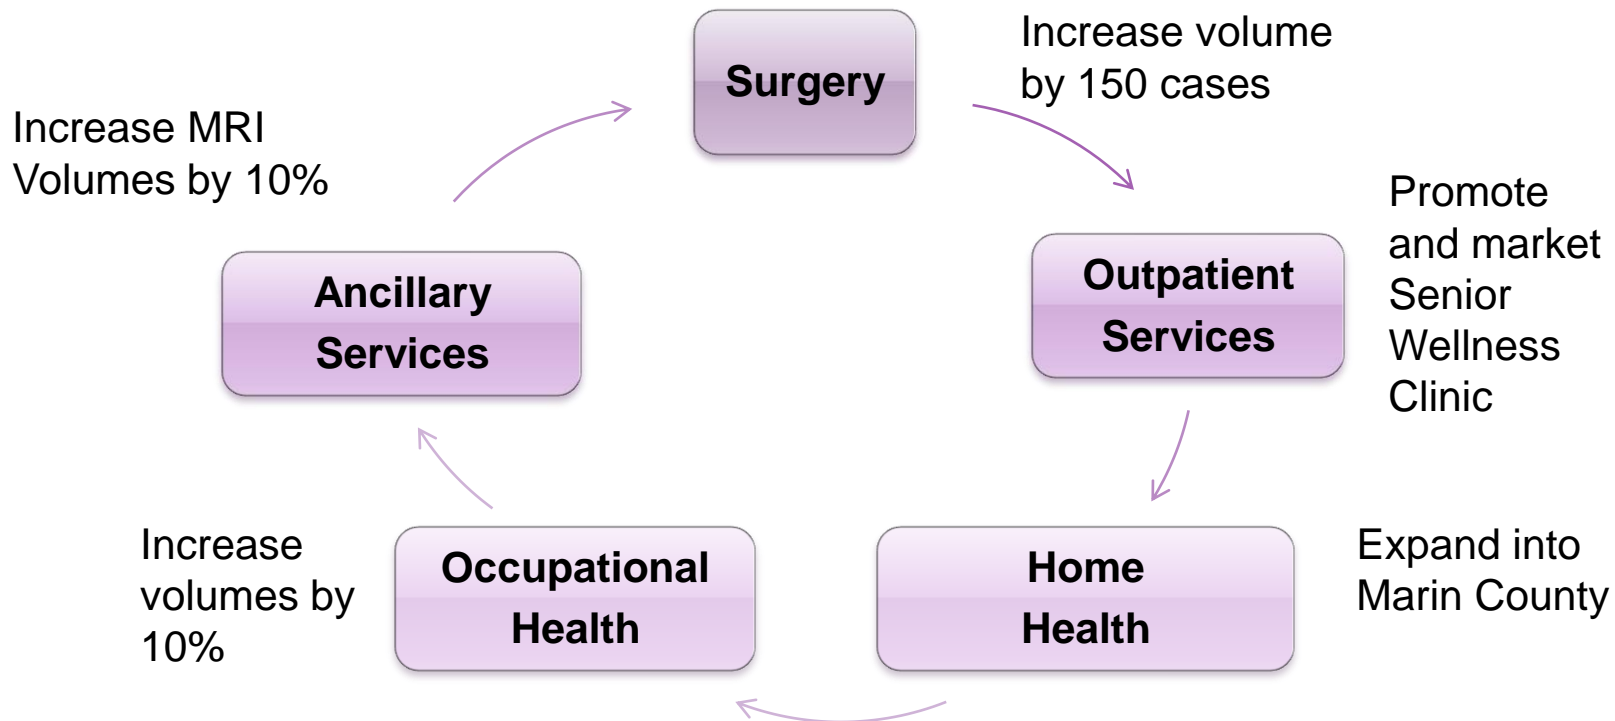 Surgery
Increase volume
by 150 cases
Outpatient
Services
Promote
and market
Senior
Wellness
Clinic
Home
Health
Expand into
Marin County
Occupational
Health
Increase
volumes by
10%
Ancillary
Services
Increase MRI
Volumes by 10%